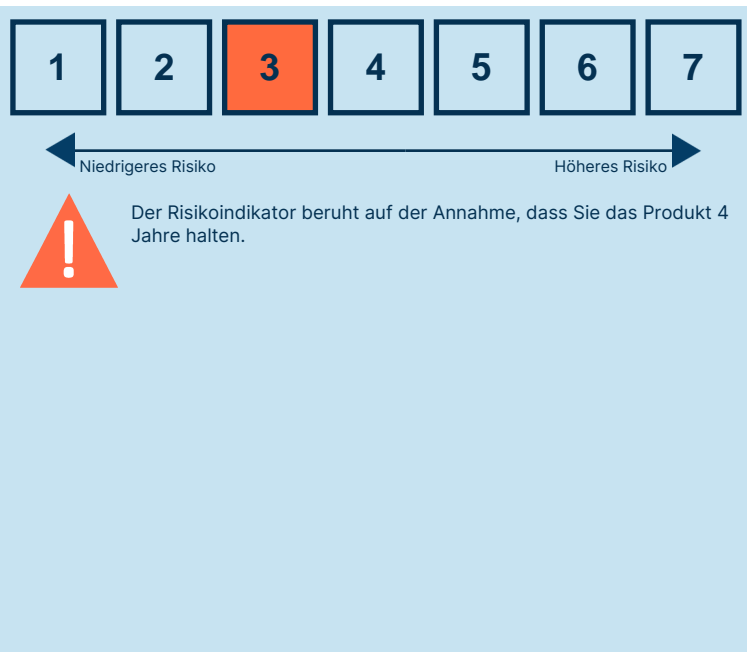 1 2 3 4 5 6 7
Niedrigeres Risiko Höheres Risiko
Der Risikoindikator beruht auf der Annahme, dass Sie das Produkt 4
Jahre halten.